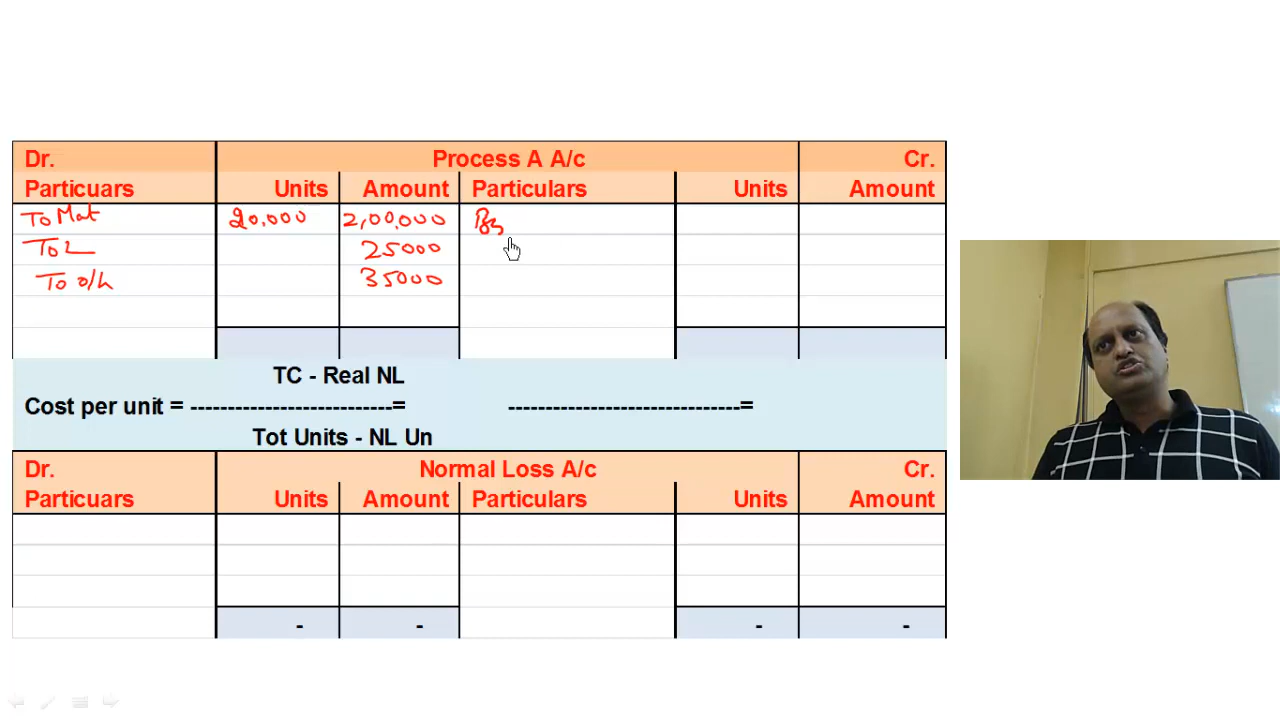 Dr. Process A A/c Cr.
Particuars Units Amount Particulars Units Amount
To Mat 20,000 2,00,000 By
To L 25000
To o/h 35000
TC - Real NL
Cost per unit = ---------------------------= -------------------------------=
Tot Units - NL Un
Dr. Normal Loss A/c Cr.
Particuars Units Amount Particulars Units Amount
- - - -